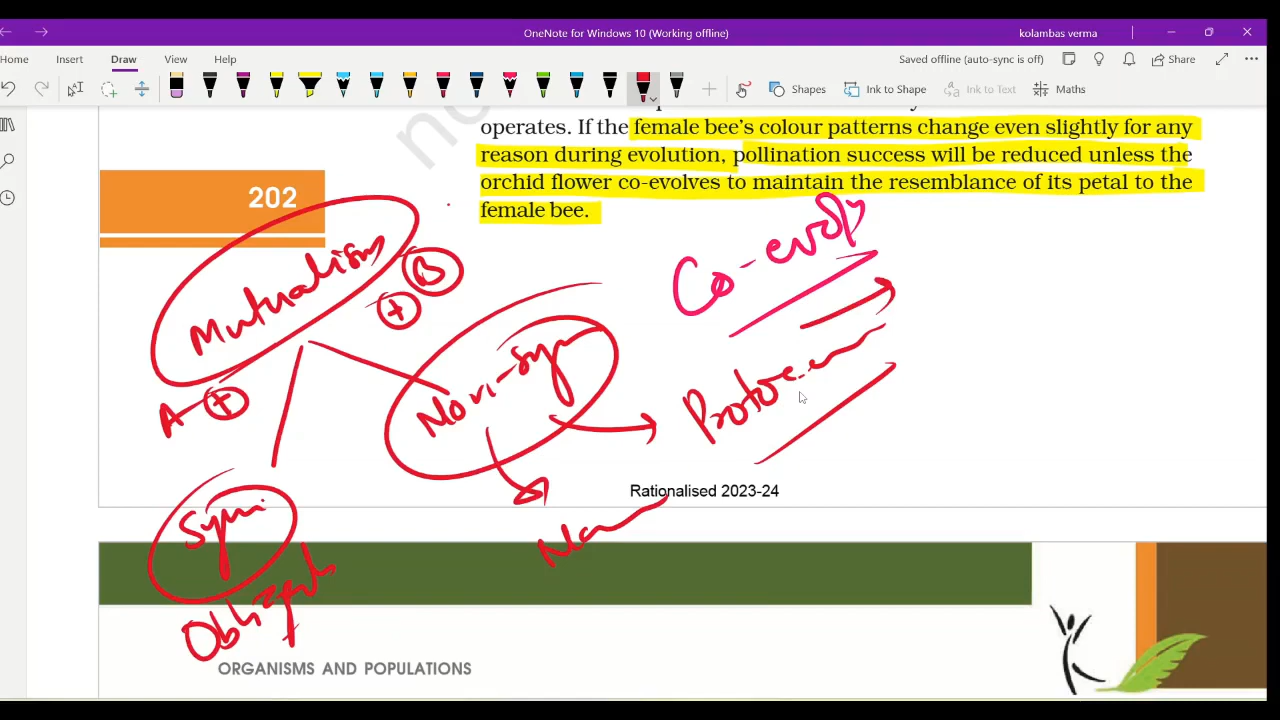 OneNote for Windows 10 (Working offline)
kolambas verma
Home Insert Draw View Help
Saved offline (auto-sync is off)
Share
Shapes
Ink to Shape
Ink to Text
Maths
operates. If the female bee's colour patterns change even slightly for any
reason during evolution, pollination success will be reduced unless the
orchid flower co-evolves to maintain the resemblance of its petal to the
female bee.
202
Mutualism
B
+
A +
Co-evolv
Non-sym
Rationalised 2023-24
Sym
ORGANISMS AND POPULATIONS